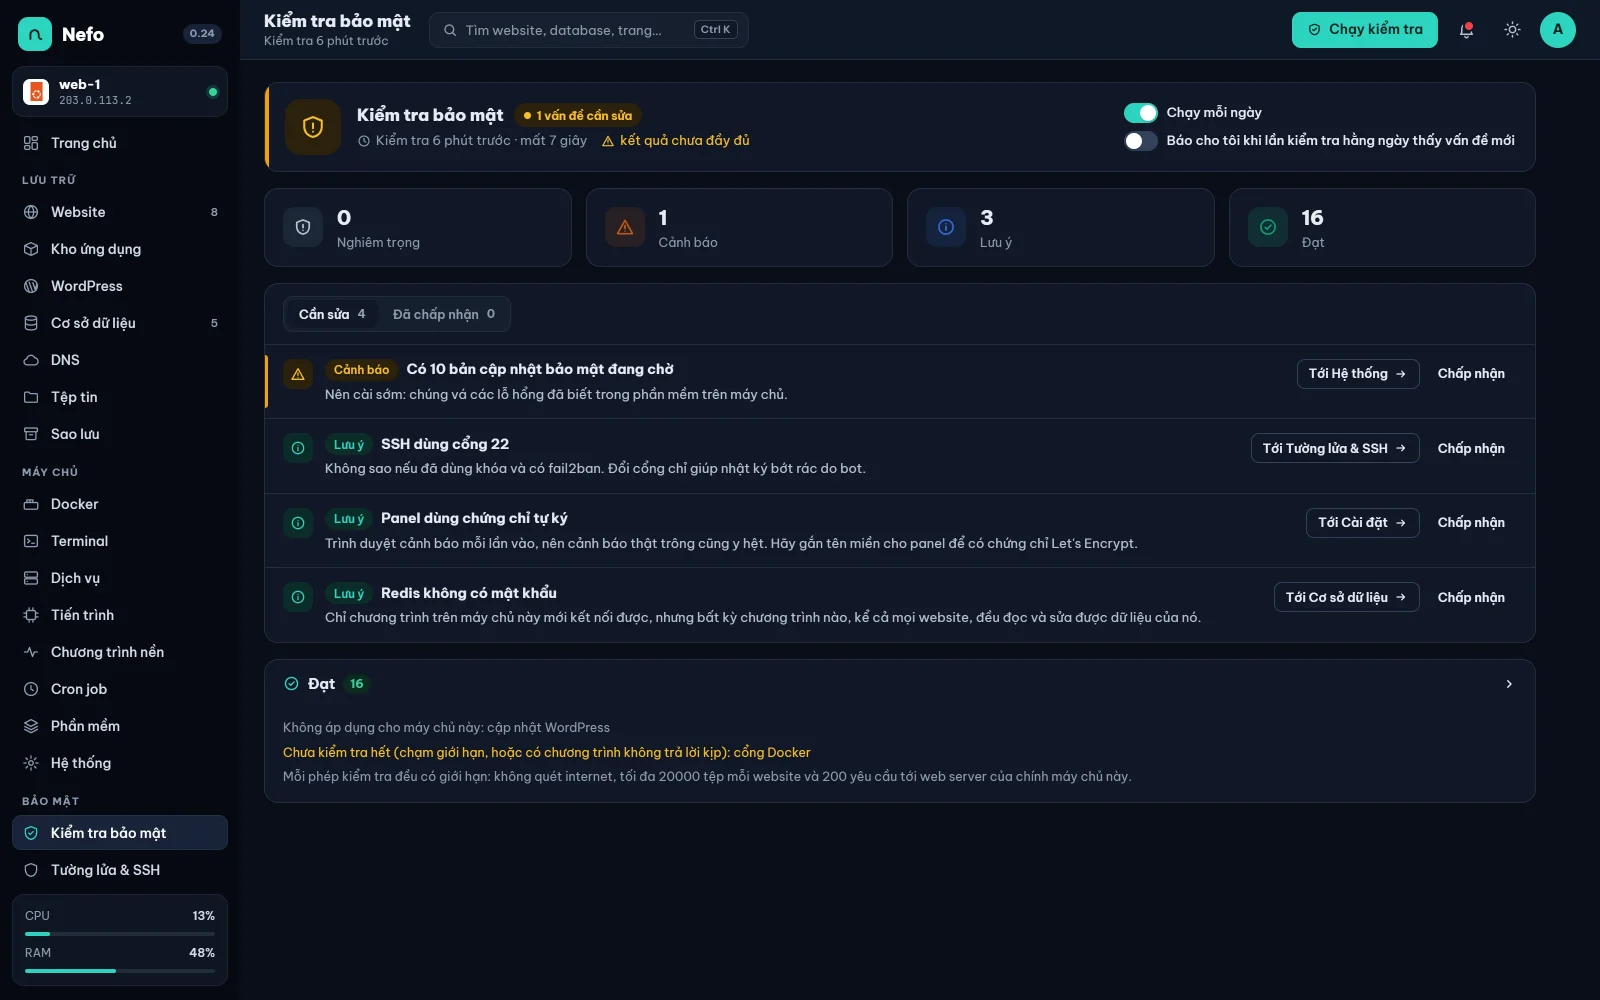 Nefo
0.24
web-1
203.0.113.2
Trang chủ
LƯU TRỮ
Website 8
Kho ứng dụng
WordPress
Cơ sở dữ liệu 5
DNS
Tệp tin
Sao lưu
MÁY CHỦ
Docker
Terminal
Dịch vụ
Tiến trình
Chương trình nền
Cron job
Phần mềm
Hệ thống
BẢO MẬT
Kiểm tra bảo mật
Tường lửa & SSH
CPU 13%
RAM 48%
Kiểm tra bảo mật
Kiểm tra 6 phút trước
Tìm website, database, trang... Ctrl K
Chạy kiểm tra
A
Kiểm tra bảo mật 1 vấn đề cần sửa
Kiểm tra 6 phút trước · mất 7 giây kết quả chưa đầy đủ
Chạy mỗi ngày
Báo cho tôi khi lần kiểm tra hằng ngày thấy vấn đề mới
0
Nghiêm trọng
1
Cảnh báo
3
Lưu ý
16
Đạt
Cần sửa 4 Đã chấp nhận 0
Cảnh báo Có 10 bản cập nhật bảo mật đang chờ
Nên cài sớm: chúng vá các lỗ hổng đã biết trong phần mềm trên máy chủ.
Tới Hệ thống → Chấp nhận
Lưu ý SSH dùng cổng 22
Không sao nếu đã dùng khóa và có fail2ban. Đổi cổng chỉ giúp nhật ký bớt rác do bot.
Tới Tường lửa & SSH → Chấp nhận
Lưu ý Panel dùng chứng chỉ tự ký
Trình duyệt cảnh báo mỗi lần vào, nên cảnh báo thật trông cũng y hệt. Hãy gắn tên miền cho panel để có chứng chỉ Let's Encrypt.
Tới Cài đặt → Chấp nhận
Lưu ý Redis không có mật khẩu
Chỉ chương trình trên máy chủ này mới kết nối được, nhưng bất kỳ chương trình nào, kể cả mọi website, đều đọc và sửa được dữ liệu của nó.
Tới Cơ sở dữ liệu → Chấp nhận
Đạt 16
Không áp dụng cho máy chủ này: cập nhật WordPress
Chưa kiểm tra hết (chạm giới hạn, hoặc có chương trình không trả lời kịp): cổng Docker
Mỗi phép kiểm tra đều có giới hạn: không quét internet, tối đa 20000 tệp mỗi website và 200 yêu cầu tới web server của chính máy chủ này.